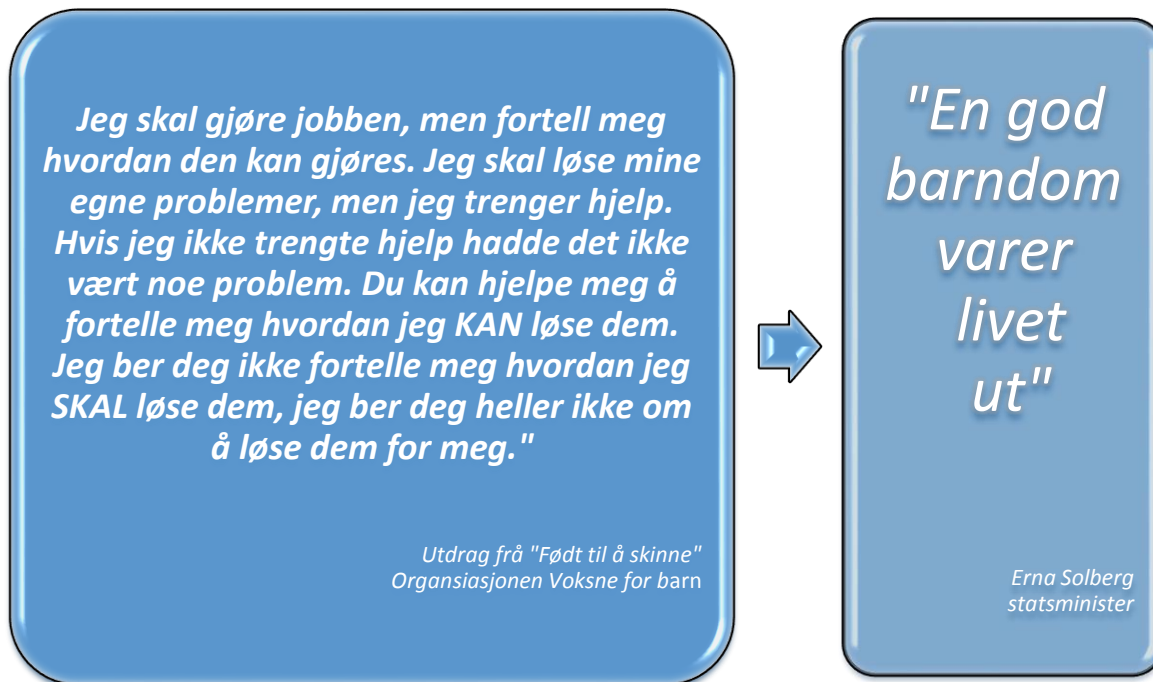 Jeg skal gjøre jobben, men fortell meg
hvordan den kan gjøres. Jeg skal løse mine
egne problemer, men jeg trenger hjelp.
Hvis jeg ikke trengte hjelp hadde det ikke
vært noe problem. Du kan hjelpe meg å
fortelle meg hvordan jeg KAN løse dem.
Jeg ber deg ikke fortelle meg hvordan jeg
SKAL løse dem, jeg ber deg heller ikke om
å løse dem for meg."
Utdrag frå "Født til å skinne"
Organsiasjonen Voksne for barn
"En god
barndom
varer
livet
ut"
Erna Solberg
statsminister